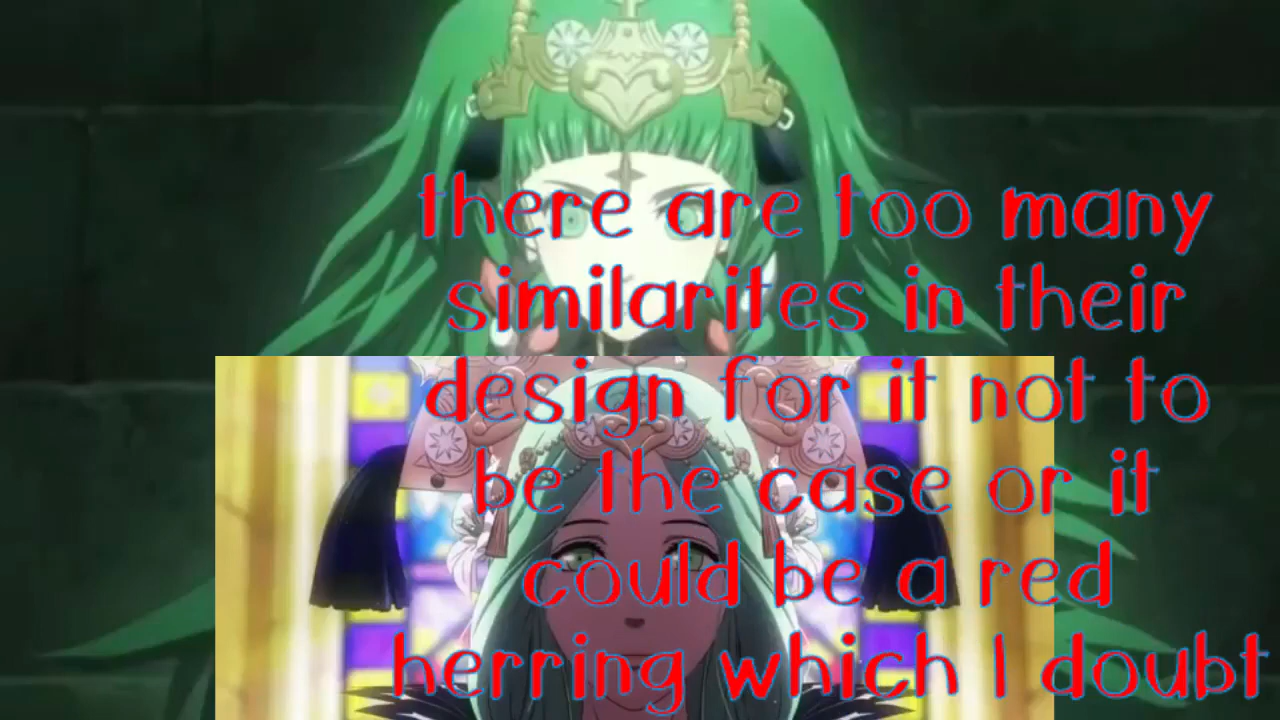 there are too many
similarites in their
design for it not to
be the case or it
could be a red
herring which I doubt